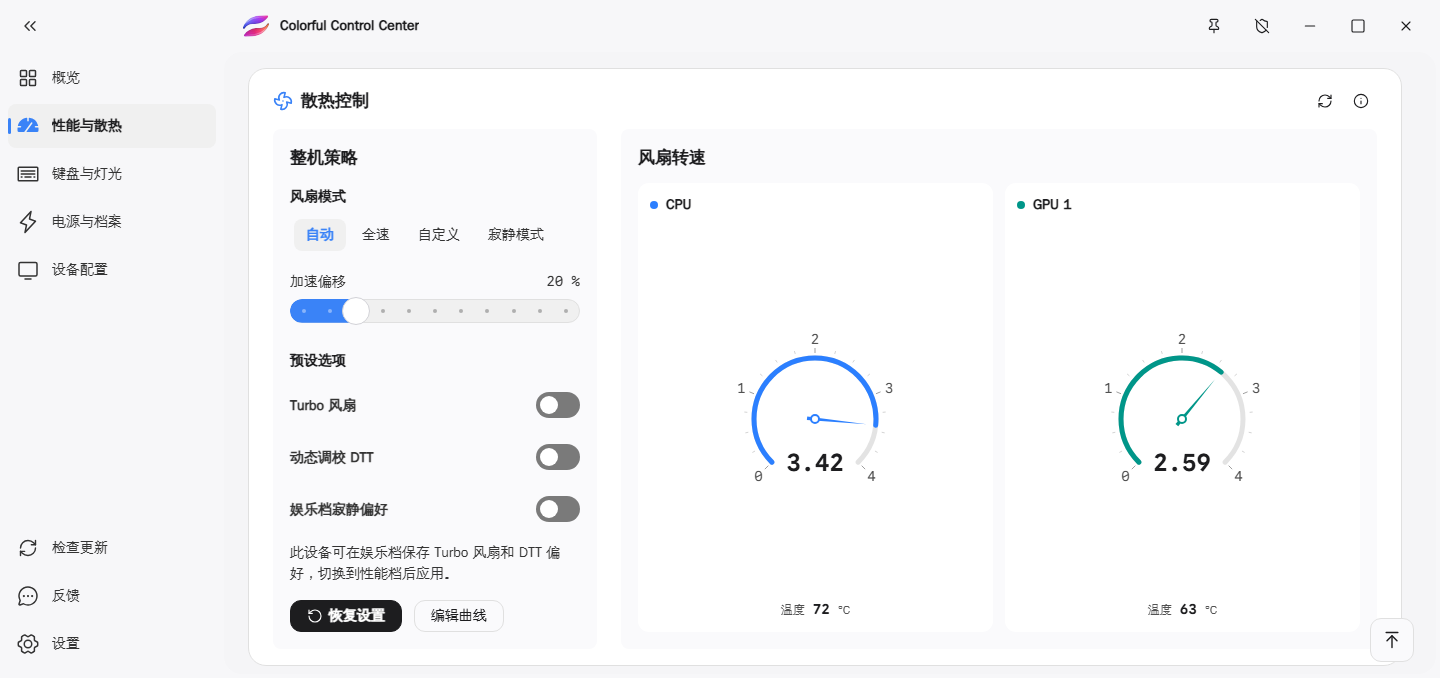 Colorful Control Center
概览
性能与散热
键盘与灯光
电源与档案
设备配置
检查更新
反馈
设置
散热控制
整机策略
风扇模式
自动 全速 自定义 寂静模式
加速偏移 20 %
预设选项
Turbo 风扇
动态调校 DTT
娱乐档寂静偏好
此设备可在娱乐档保存 Turbo 风扇和 DTT 偏
好，切换到性能档后应用。
恢复设置 编辑曲线
风扇转速
CPU
0 1 2 3 4
3.42
温度 72 °C
GPU 1
0 1 2 3 4
2.59
温度 63 °C